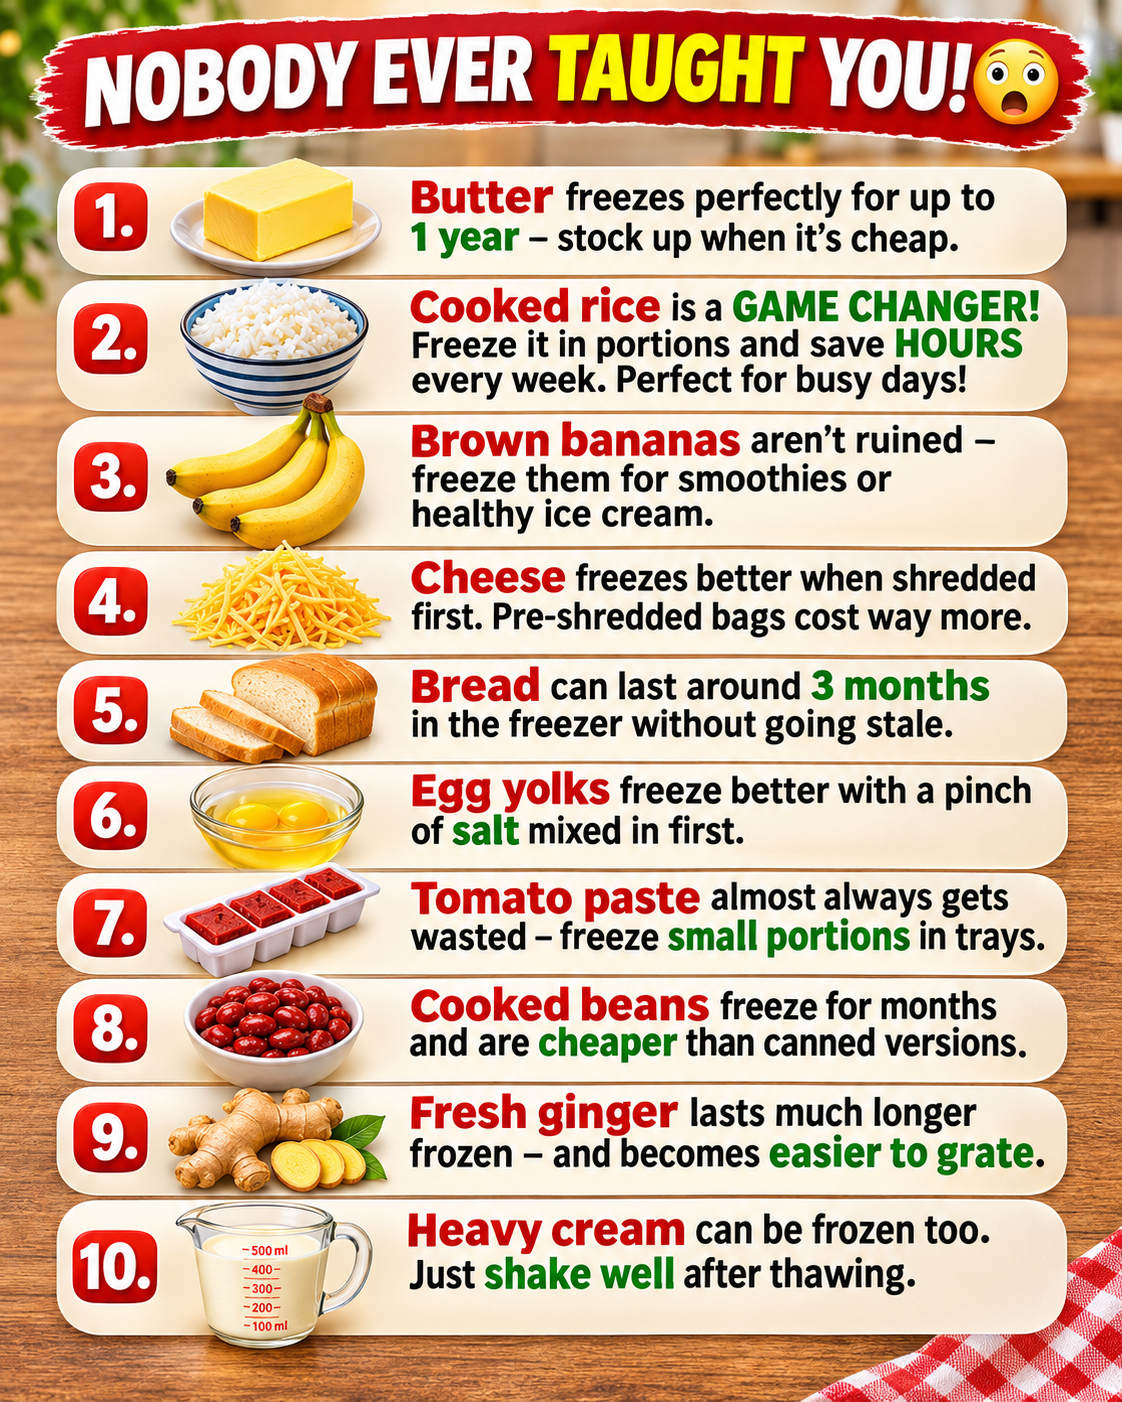 NOBODY EVER TAUGHT YOU!
1.
Butter freezes perfectly for up to
1 year – stock up when it's cheap.
2.
Cooked rice is a GAME CHANGER!
Freeze it in portions and save HOURS
every week. Perfect for busy days!
3.
Brown bananas aren't ruined –
freeze them for smoothies or
healthy ice cream.
4.
Cheese freezes better when shredded
first. Pre-shredded bags cost way more.
5.
Bread can last around 3 months
in the freezer without going stale.
6.
Egg yolks freeze better with a pinch
of salt mixed in first.
7.
Tomato paste almost always gets
wasted – freeze small portions in trays.
8.
Cooked beans freeze for months
and are cheaper than canned versions.
9.
Fresh ginger lasts much longer
frozen – and becomes easier to grate.
10.
Heavy cream can be frozen too.
Just shake well after thawing.
500 ml
400
300
200
100 ml